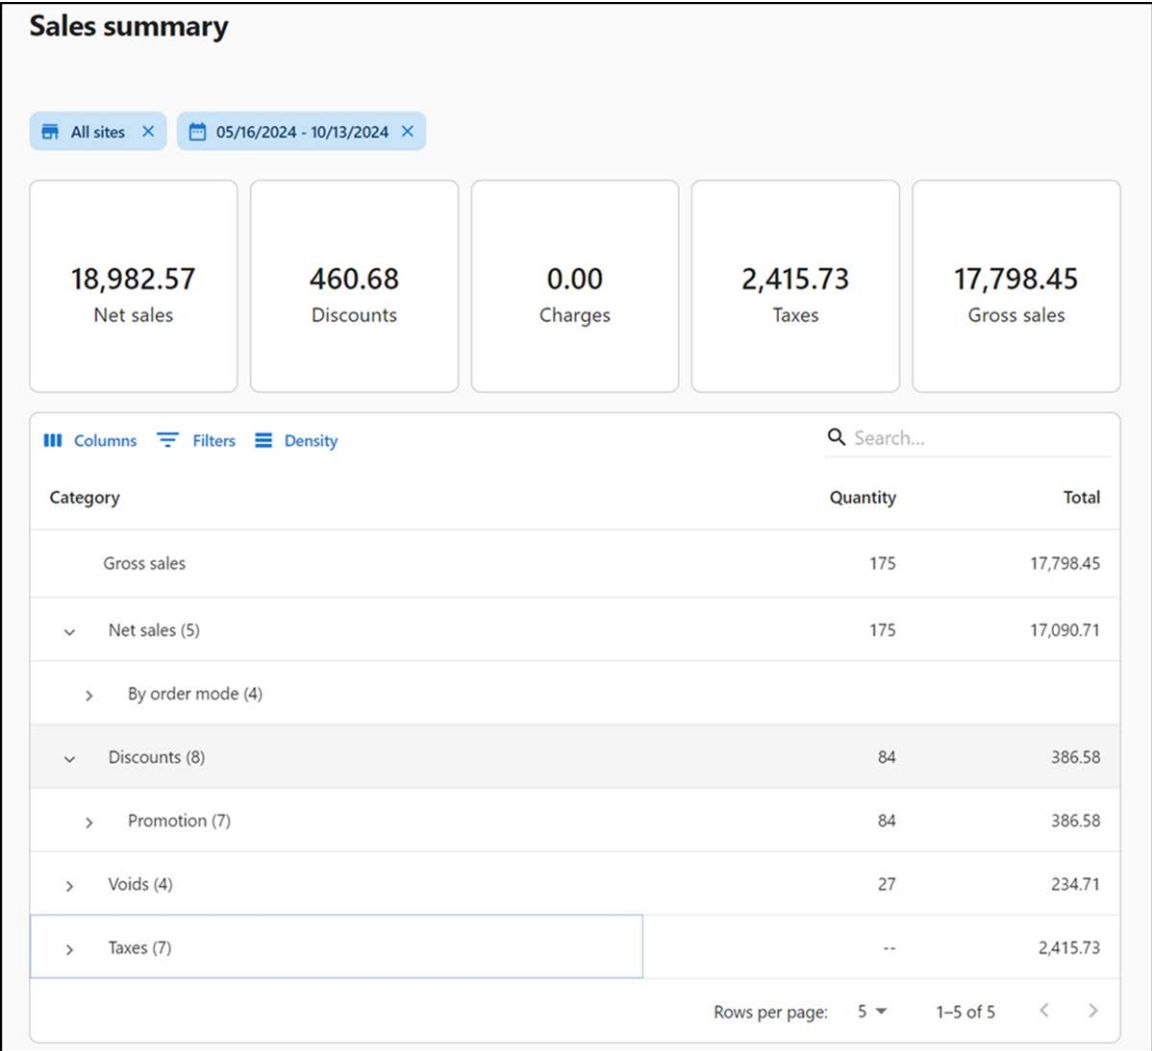 Sales summary
All sites 05/16/2024 - 10/13/2024
18,982.57 460.68 0.00 2,415.73 17,798.45
Net sales Discounts Charges Taxes Gross sales
Columns Filters Density Search...
Category Quantity Total
Gross sales 175 17,798.45
Net sales (5) 175 17,090.71
By order mode (4)
Discounts (8) 84 386.58
Promotion (7) 84 386.58
Voids (4) 27 234.71
Taxes (7) -- 2,415.73
Rows per page: 5 1–5 of 5